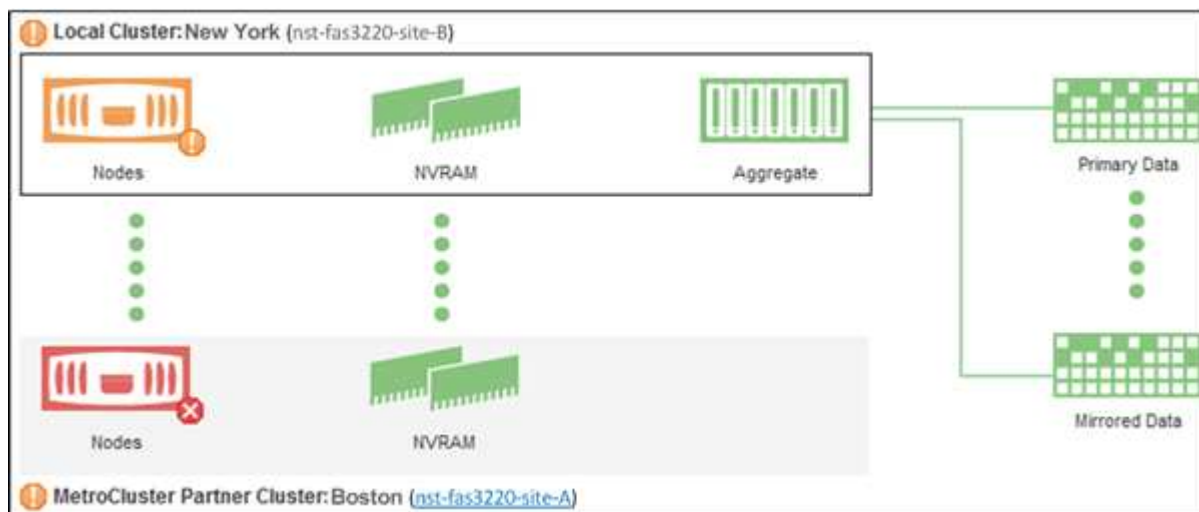 Local Cluster: New York (nst-fas3220-site-B)
Nodes NVRAM Aggregate Primary Data
Nodes NVRAM Mirrored Data
MetroCluster Partner Cluster: Boston (nst-fas3220-site-A)